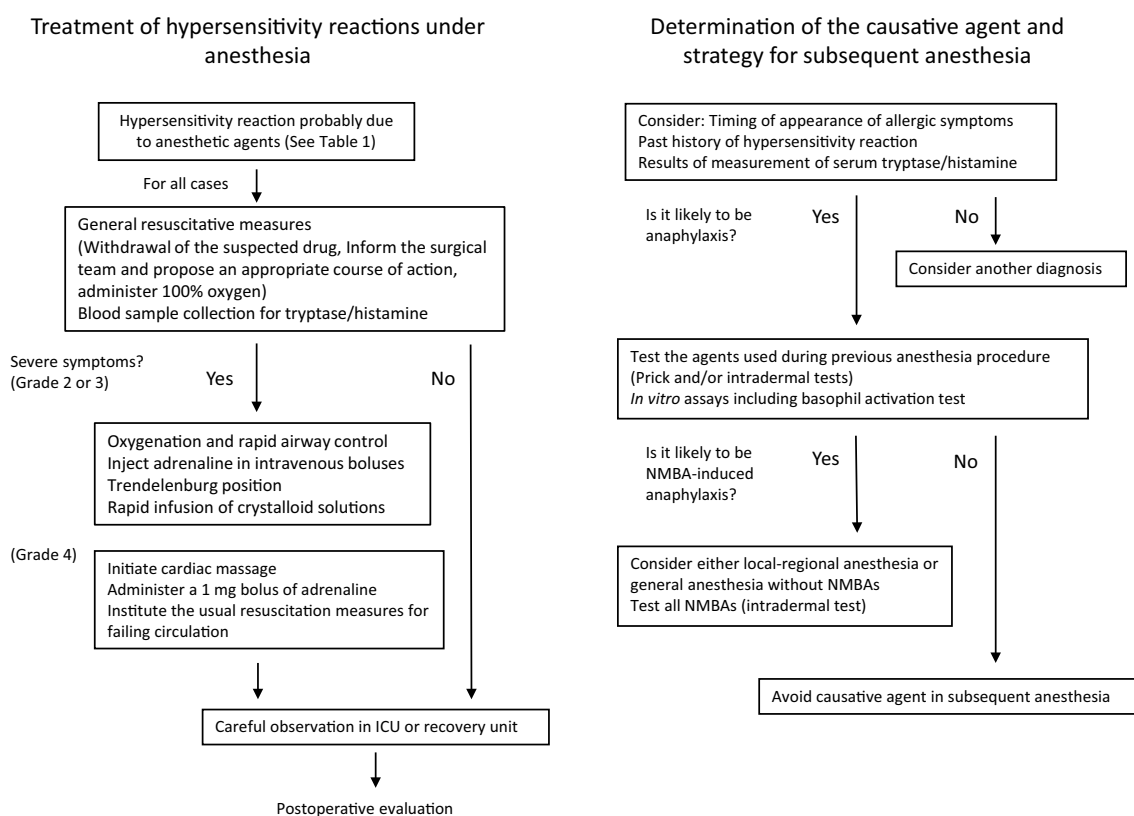 Treatment of hypersensitivity reactions under
anesthesia
Hypersensitivity reaction probably due
to anesthetic agents (See Table 1)
For all cases
General resuscitative measures
(Withdrawal of the suspected drug, Inform the surgical
team and propose an appropriate course of action,
administer 100% oxygen)
Blood sample collection for tryptase/histamine
Severe symptoms?
(Grade 2 or 3)
Yes
No
Oxygenation and rapid airway control
Inject adrenaline in intravenous boluses
Trendelenburg position
Rapid infusion of crystalloid solutions
(Grade 4)
Initiate cardiac massage
Administer a 1 mg bolus of adrenaline
Institute the usual resuscitation measures for
failing circulation
Careful observation in ICU or recovery unit
Postoperative evaluation
Determination of the causative agent and
strategy for subsequent anesthesia
Consider: Timing of appearance of allergic symptoms
Past history of hypersensitivity reaction
Results of measurement of serum tryptase/histamine
Is it likely to be
anaphylaxis?
Yes
No
Consider another diagnosis
Test the agents used during previous anesthesia procedure
(Prick and/or intradermal tests)
In vitro assays including basophil activation test
Is it likely to be
NMBA-induced
anaphylaxis?
Yes
No
Consider either local-regional anesthesia or
general anesthesia without NMBAs
Test all NMBAs (intradermal test)
Avoid causative agent in subsequent anesthesia